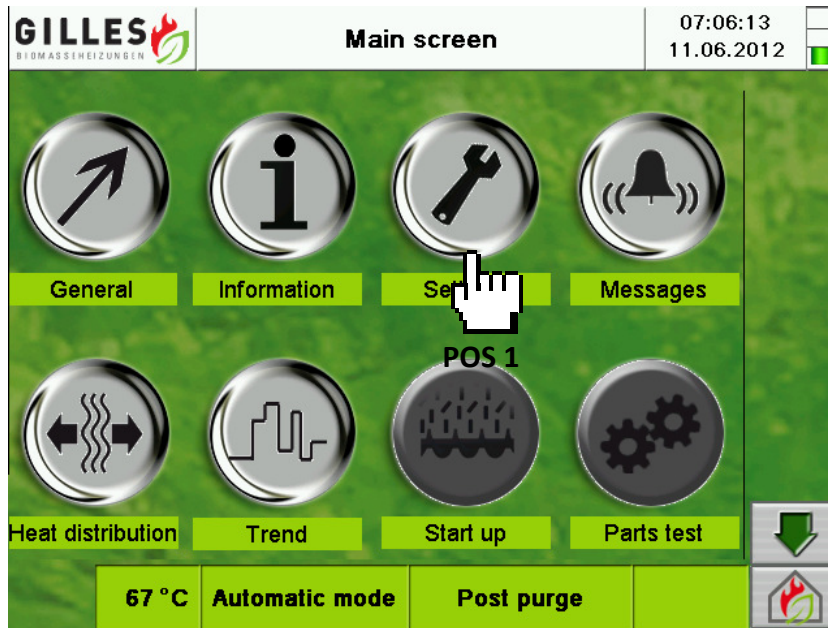 GILLES
BIOMASSEHEIZUNGEN
Main screen
07:06:13
11.06.2012
General
Information
Messages
POS 1
Heat distribution
Trend
Start up
Parts test
67 °C
Automatic mode
Post purge